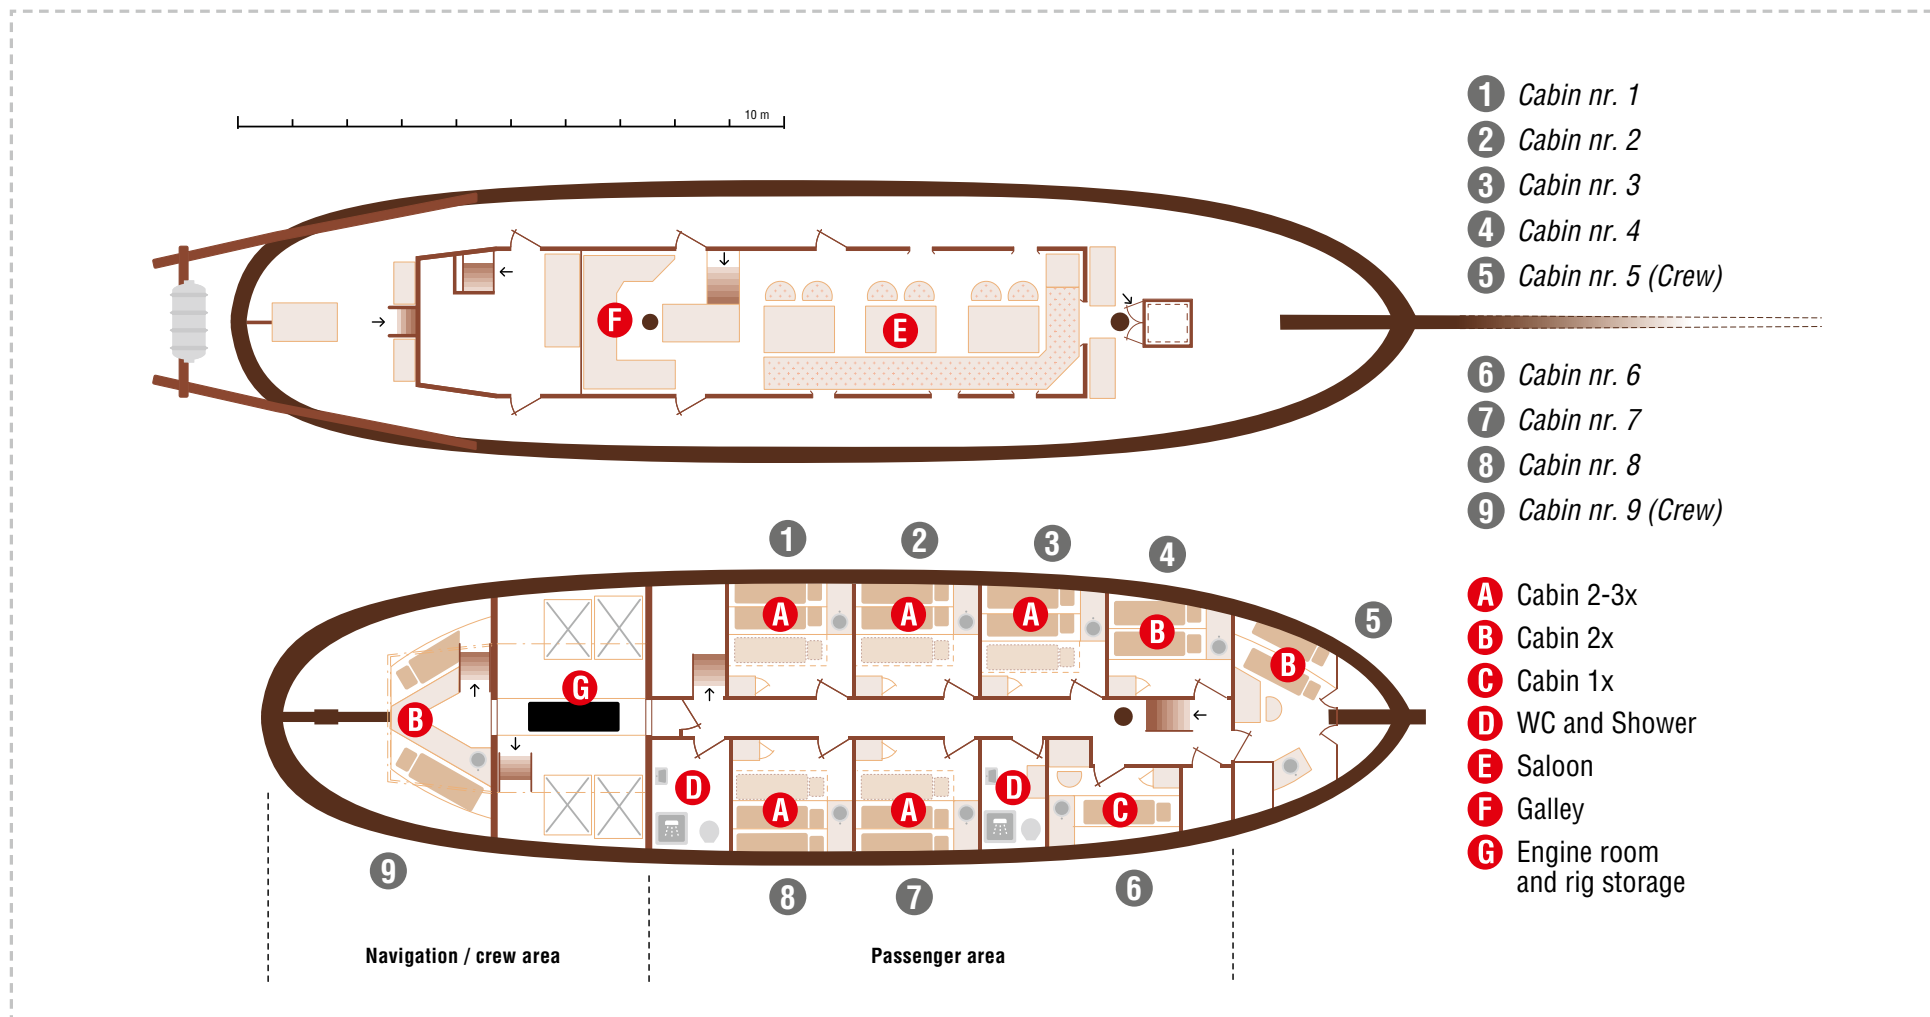 10 m
1 Cabin nr. 1
2 Cabin nr. 2
3 Cabin nr. 3
4 Cabin nr. 4
5 Cabin nr. 5 (Crew)
F
E
6 Cabin nr. 6
7 Cabin nr. 7
8 Cabin nr. 8
9 Cabin nr. 9 (Crew)
1
2
3
4
5
A
A
A
B
B
G
B
D
A
A
D
C
9
8
7
6
A Cabin 2-3x
B Cabin 2x
C Cabin 1x
D WC and Shower
E Saloon
F Galley
G Engine room
and rig storage
Navigation / crew area
Passenger area